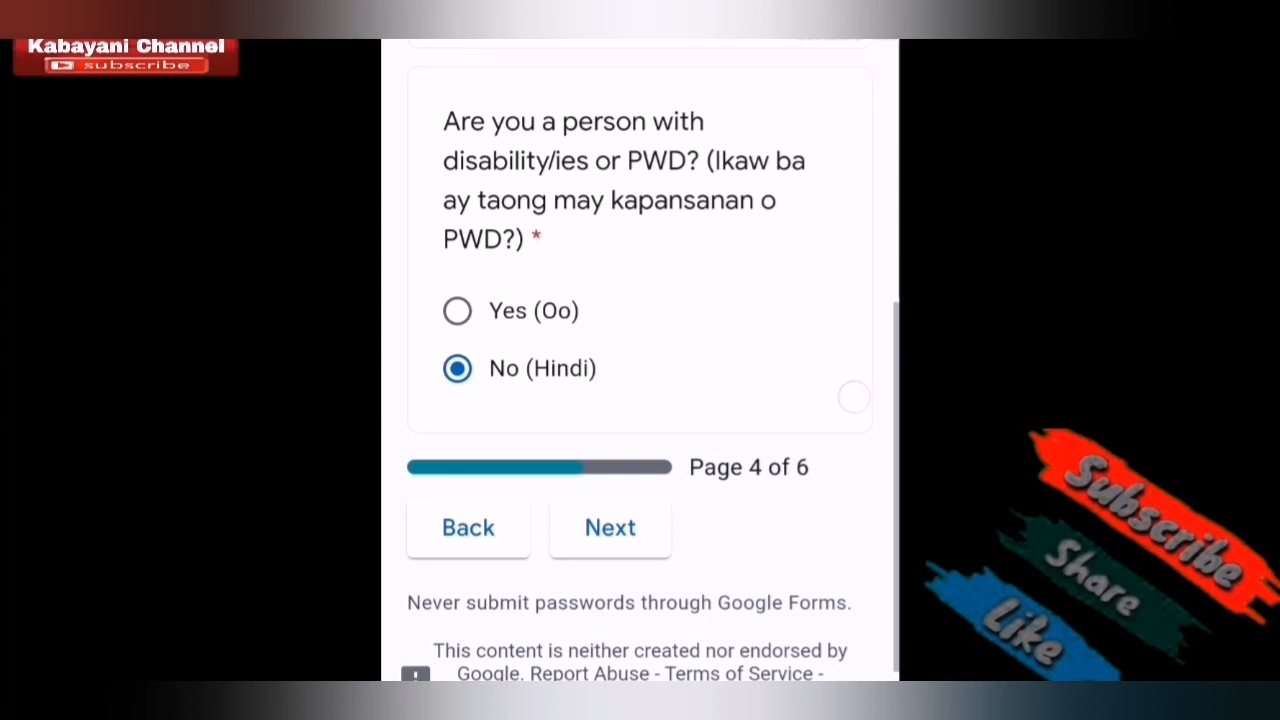 Kabayani Channel
subscribe
Are you a person with
disability/ies or PWD? (Ikaw ba
ay taong may kapansanan o
PWD?) *
Yes (Oo)
No (Hindi)
Page 4 of 6
Back
Next
Never submit passwords through Google Forms.
This content is neither created nor endorsed by
Google. Report Abuse - Terms of Service -
Subscribe
Share
Like